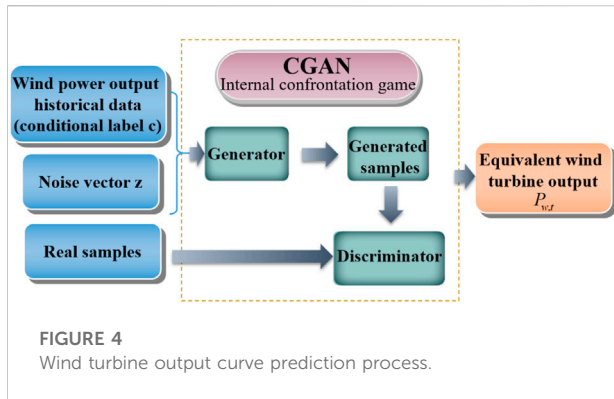 CGAN
Internal confrontation game
Wind power output
historical data
(conditional label c)
Noise vector z
Real samples
Generator
Generated
samples
Discriminator
Equivalent wind
turbine output
P_{w,t}
FIGURE 4
Wind turbine output curve prediction process.